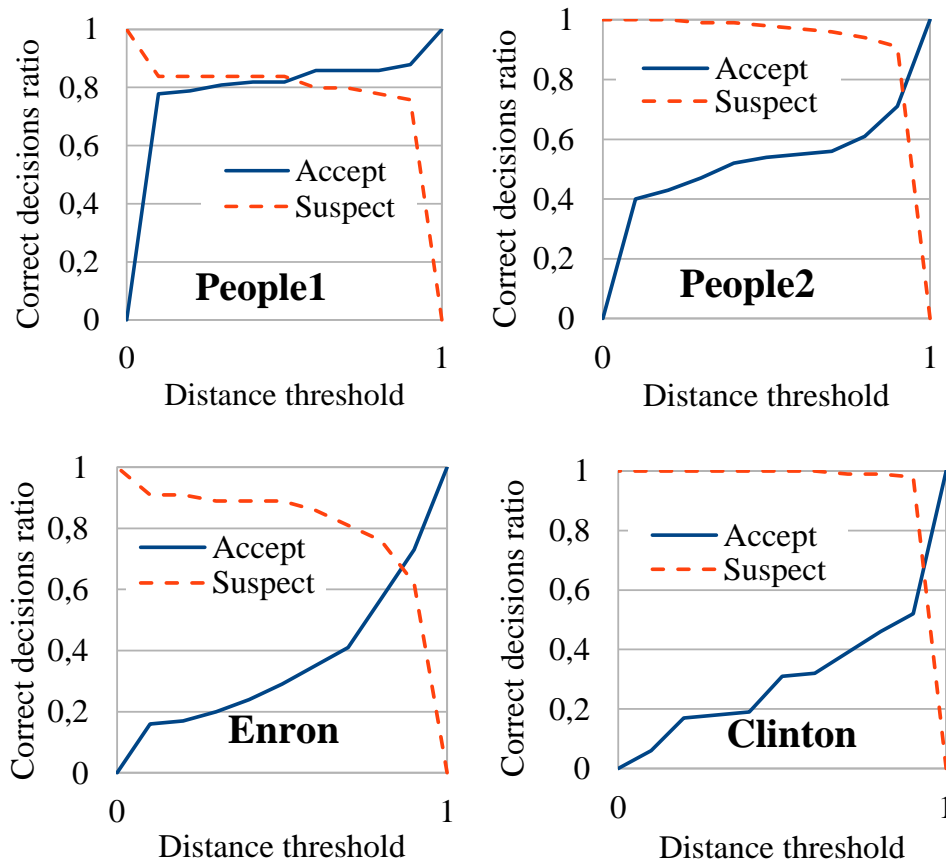 Correct decisions ratio
1
0,8
0,6
0,4
0,2
0
Accept
Suspect
People1
0
1
Distance threshold
Correct decisions ratio
1
0,8
0,6
0,4
0,2
0
Accept
Suspect
People2
0
1
Distance threshold
Correct decisions ratio
1
0,8
0,6
0,4
0,2
0
Accept
Suspect
Enron
0
1
Distance threshold
Correct decisions ratio
1
0,8
0,6
0,4
0,2
0
Accept
Suspect
Clinton
0
1
Distance threshold